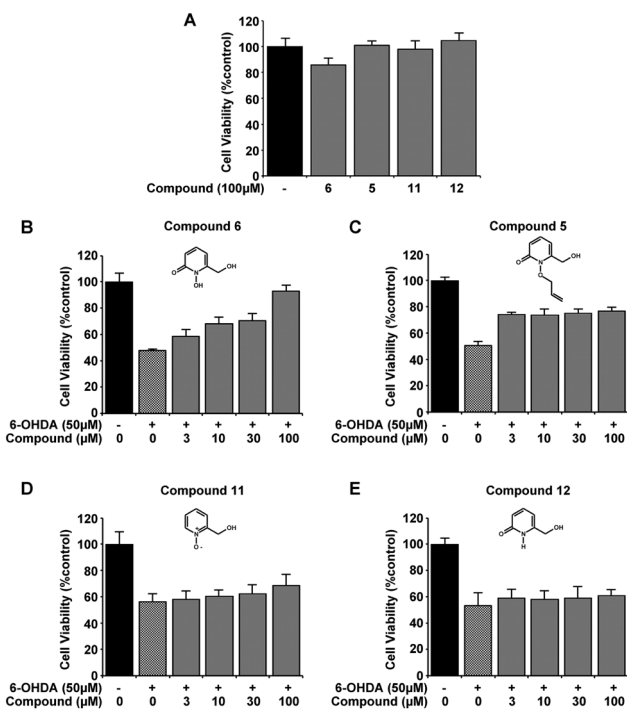 A
Cell Viability (%control)
120
100
80
60
40
20
0
Compound (100µM) - 6 5 11 12
B
Compound 6
O N OH
OH
Cell Viability (%control)
120
100
80
60
40
20
0
6-OHDA (50µM) - + + + + +
Compound (µM) 0 0 3 10 30 100
C
Compound 5
O N OH
O
Cell Viability (%control)
120
100
80
60
40
20
0
6-OHDA (50µM) - + + + + +
Compound (µM) 0 0 3 10 30 100
D
Compound 11
N + OH
O -
Cell Viability (%control)
120
100
80
60
40
20
0
6-OHDA (50µM) - + + + + +
Compound (µM) 0 0 3 10 30 100
E
Compound 12
O N OH
H
Cell Viability (%control)
120
100
80
60
40
20
0
6-OHDA (50µM) - + + + + +
Compound (µM) 0 0 3 10 30 100